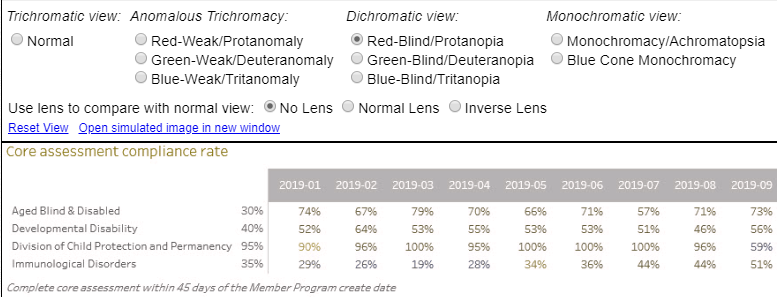 Trichromatic view: Anomalous Trichromacy: Dichromatic view: Monochromatic view:
Normal Red-Weak/Protanomaly Red-Blind/Protanopia Monochromacy/Achromatopsia
Green-Weak/Deuteranomaly Green-Blind/Deuteranopia Blue Cone Monochromacy
Blue-Weak/Tritanomaly Blue-Blind/Tritanopia
Use lens to compare with normal view: No Lens Normal Lens Inverse Lens
Reset View Open simulated image in new window
Core assessment compliance rate
2019-01 2019-02 2019-03 2019-04 2019-05 2019-06 2019-07 2019-08 2019-09
Aged Blind & Disabled 30% 74% 67% 79% 70% 66% 71% 57% 71% 73%
Developmental Disability 40% 52% 64% 53% 55% 53% 53% 51% 46% 56%
Division of Child Protection and Permanency 95% 90% 96% 100% 95% 100% 100% 100% 96% 59%
Immunological Disorders 35% 29% 26% 19% 28% 34% 36% 44% 44% 51%
Complete core assessment within 45 days of the Member Program create date